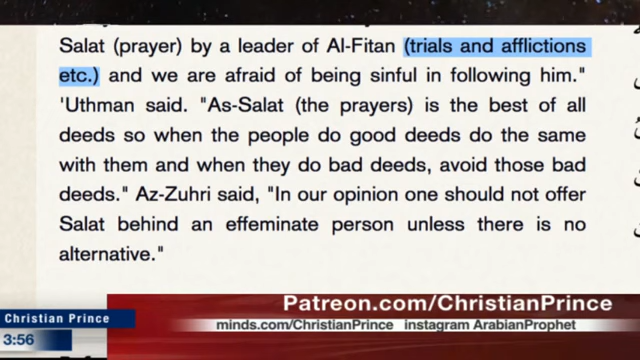 Salat (prayer) by a leader of Al-Fitan (trials and afflictions
etc.) and we are afraid of being sinful in following him."
'Uthman said. "As-Salat (the prayers) is the best of all
deeds so when the people do good deeds do the same
with them and when they do bad deeds, avoid those bad
deeds." Az-Zuhri said, "In our opinion one should not offer
Salat behind an effeminate person unless there is no
alternative."
Patreon.com/ChristianPrince
Christian Prince
minds.com/ChristianPrince instagram ArabianProphet
3:56